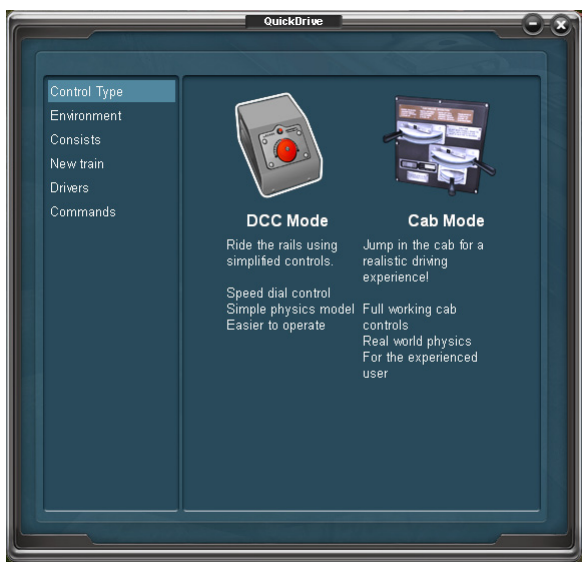 QuickDrive
Control Type
Environment
Consists
New train
Drivers
Commands
DCC Mode
Ride the rails using
simplified controls.
Speed dial control
Simple physics model
Easier to operate
Cab Mode
Jump in the cab for a
realistic driving
experience!
Full working cab
controls
Real world physics
For the experienced
user